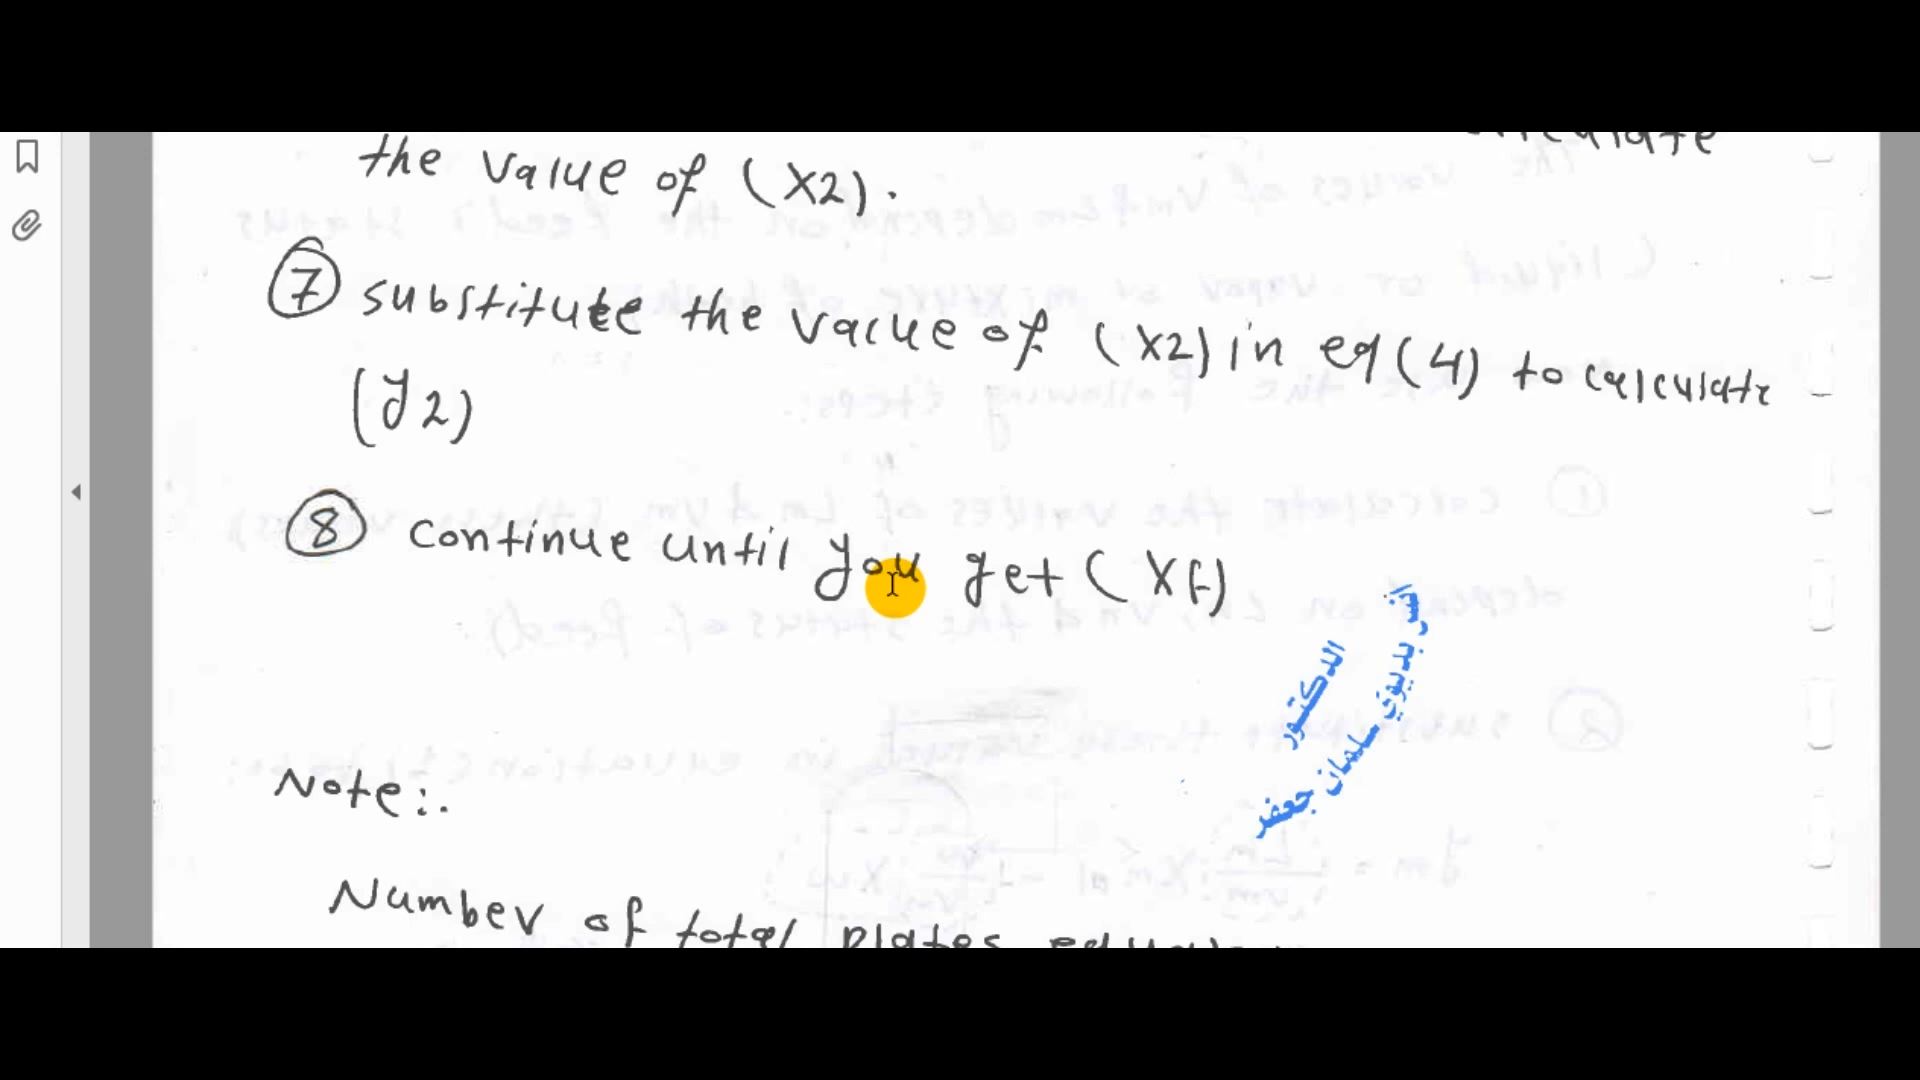 the value of (X2).
⑦ substitute the value of (X2) in eq(4) to calculate
(y2)
⑧ continue until you get (Xf)
الدكتور
بديوي سلمان جعفر
Note:.
Number of total plates